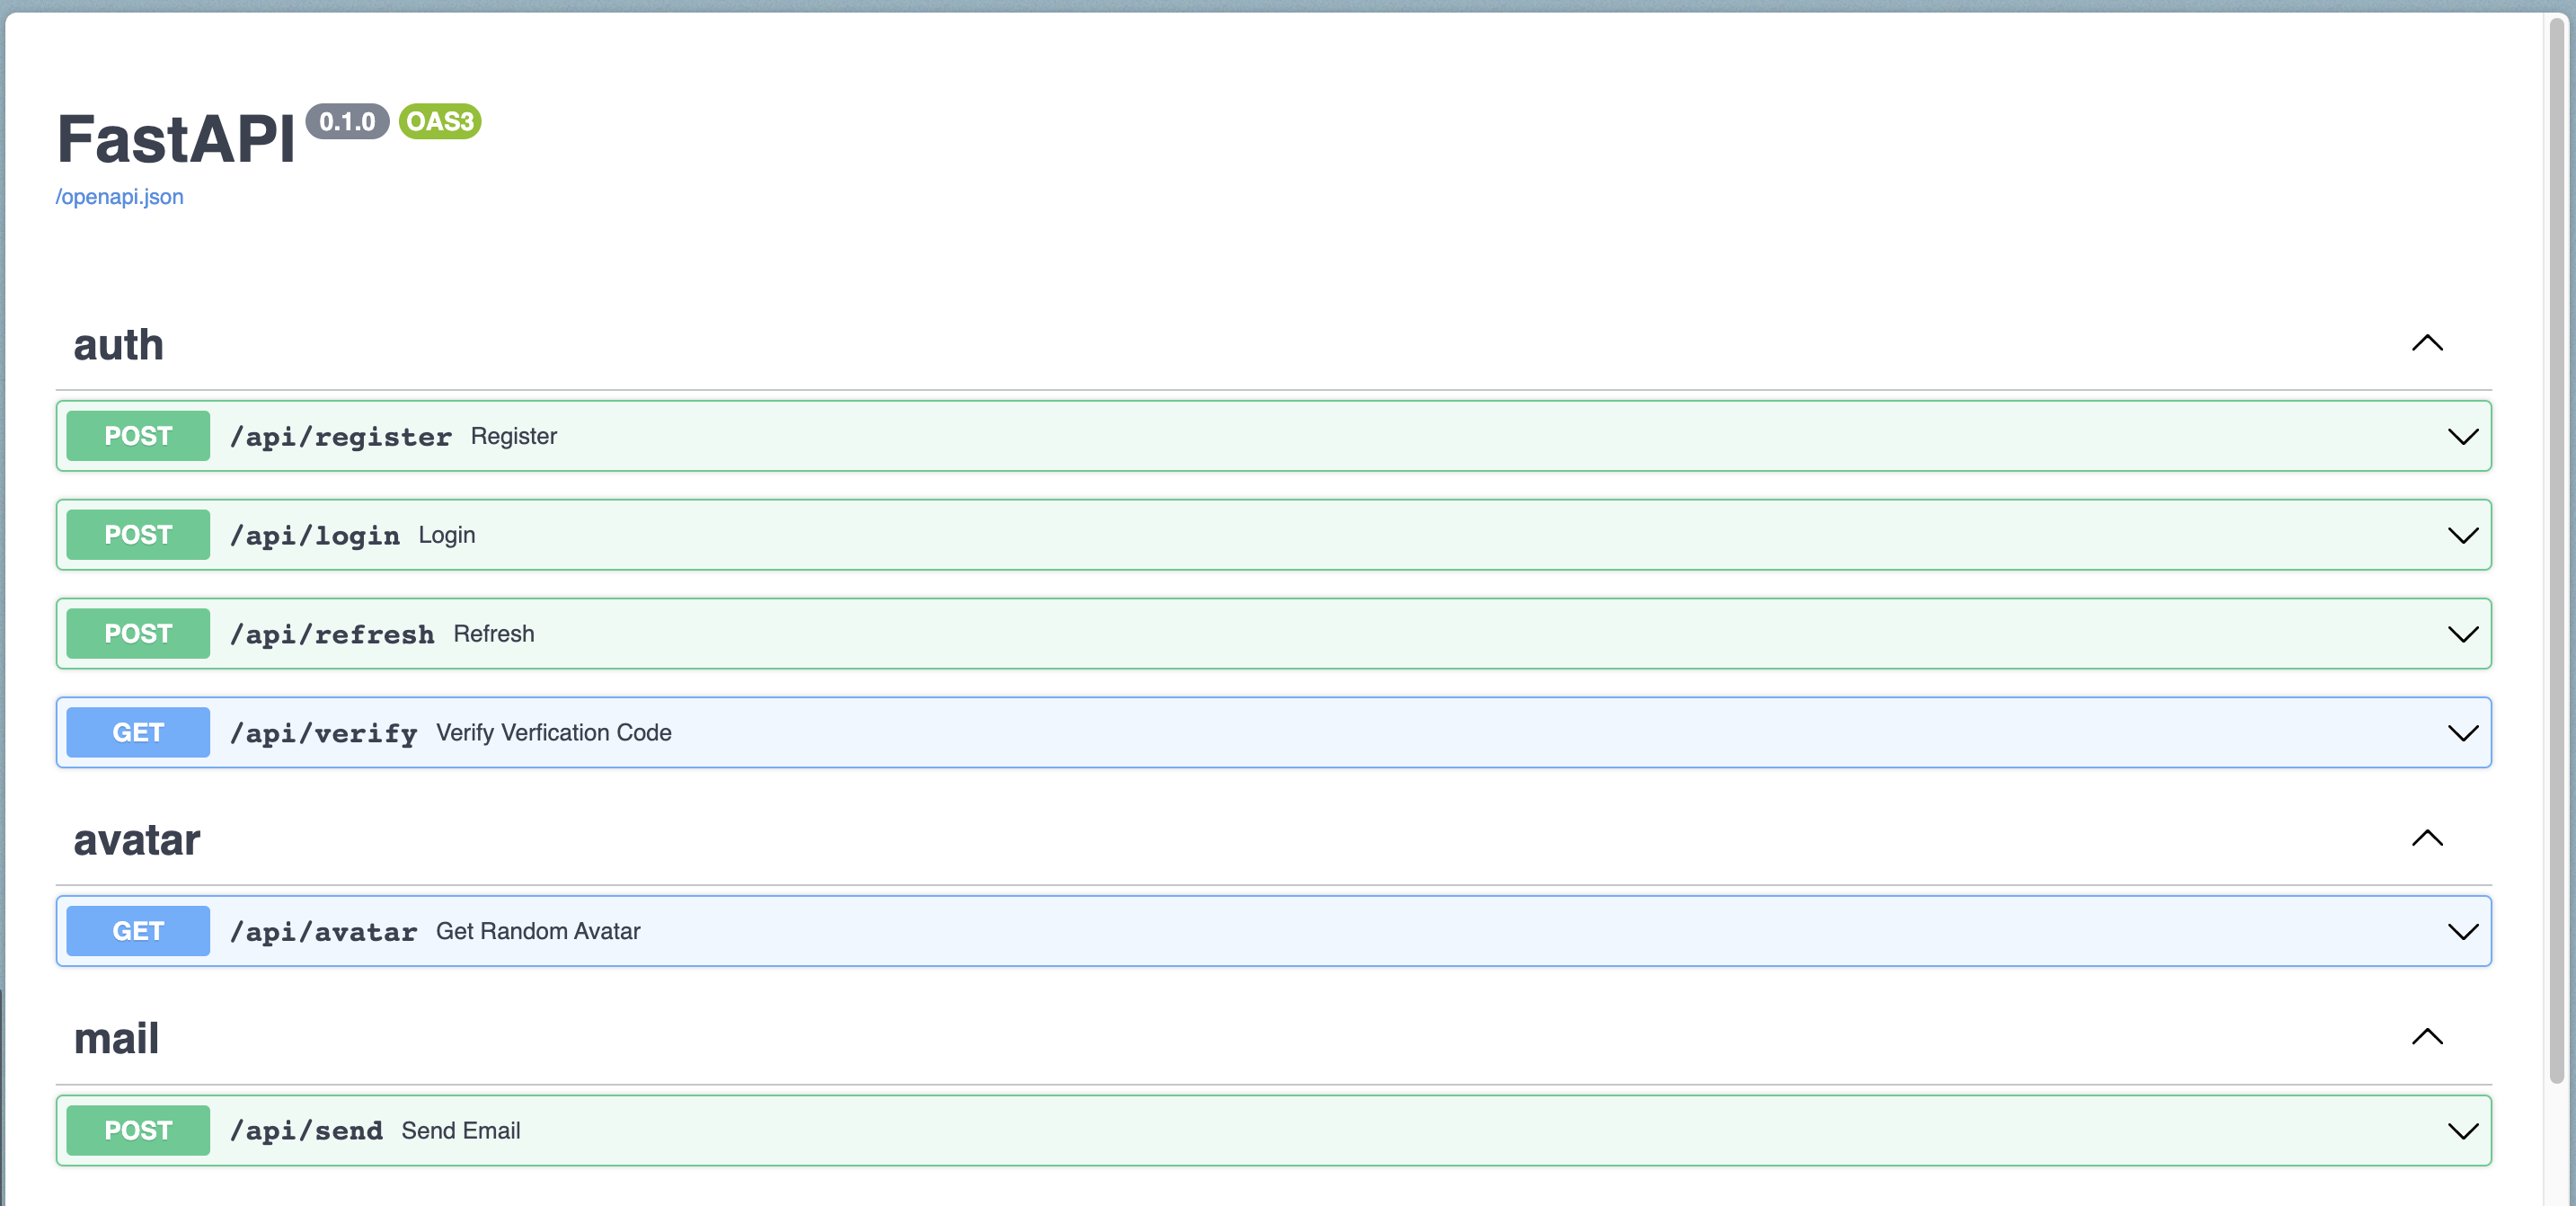 FastAPI 0.1.0 OAS3
/openapi.json
auth
POST /api/register Register
POST /api/login Login
POST /api/refresh Refresh
GET /api/verify Verify Verfication Code
avatar
GET /api/avatar Get Random Avatar
mail
POST /api/send Send Email